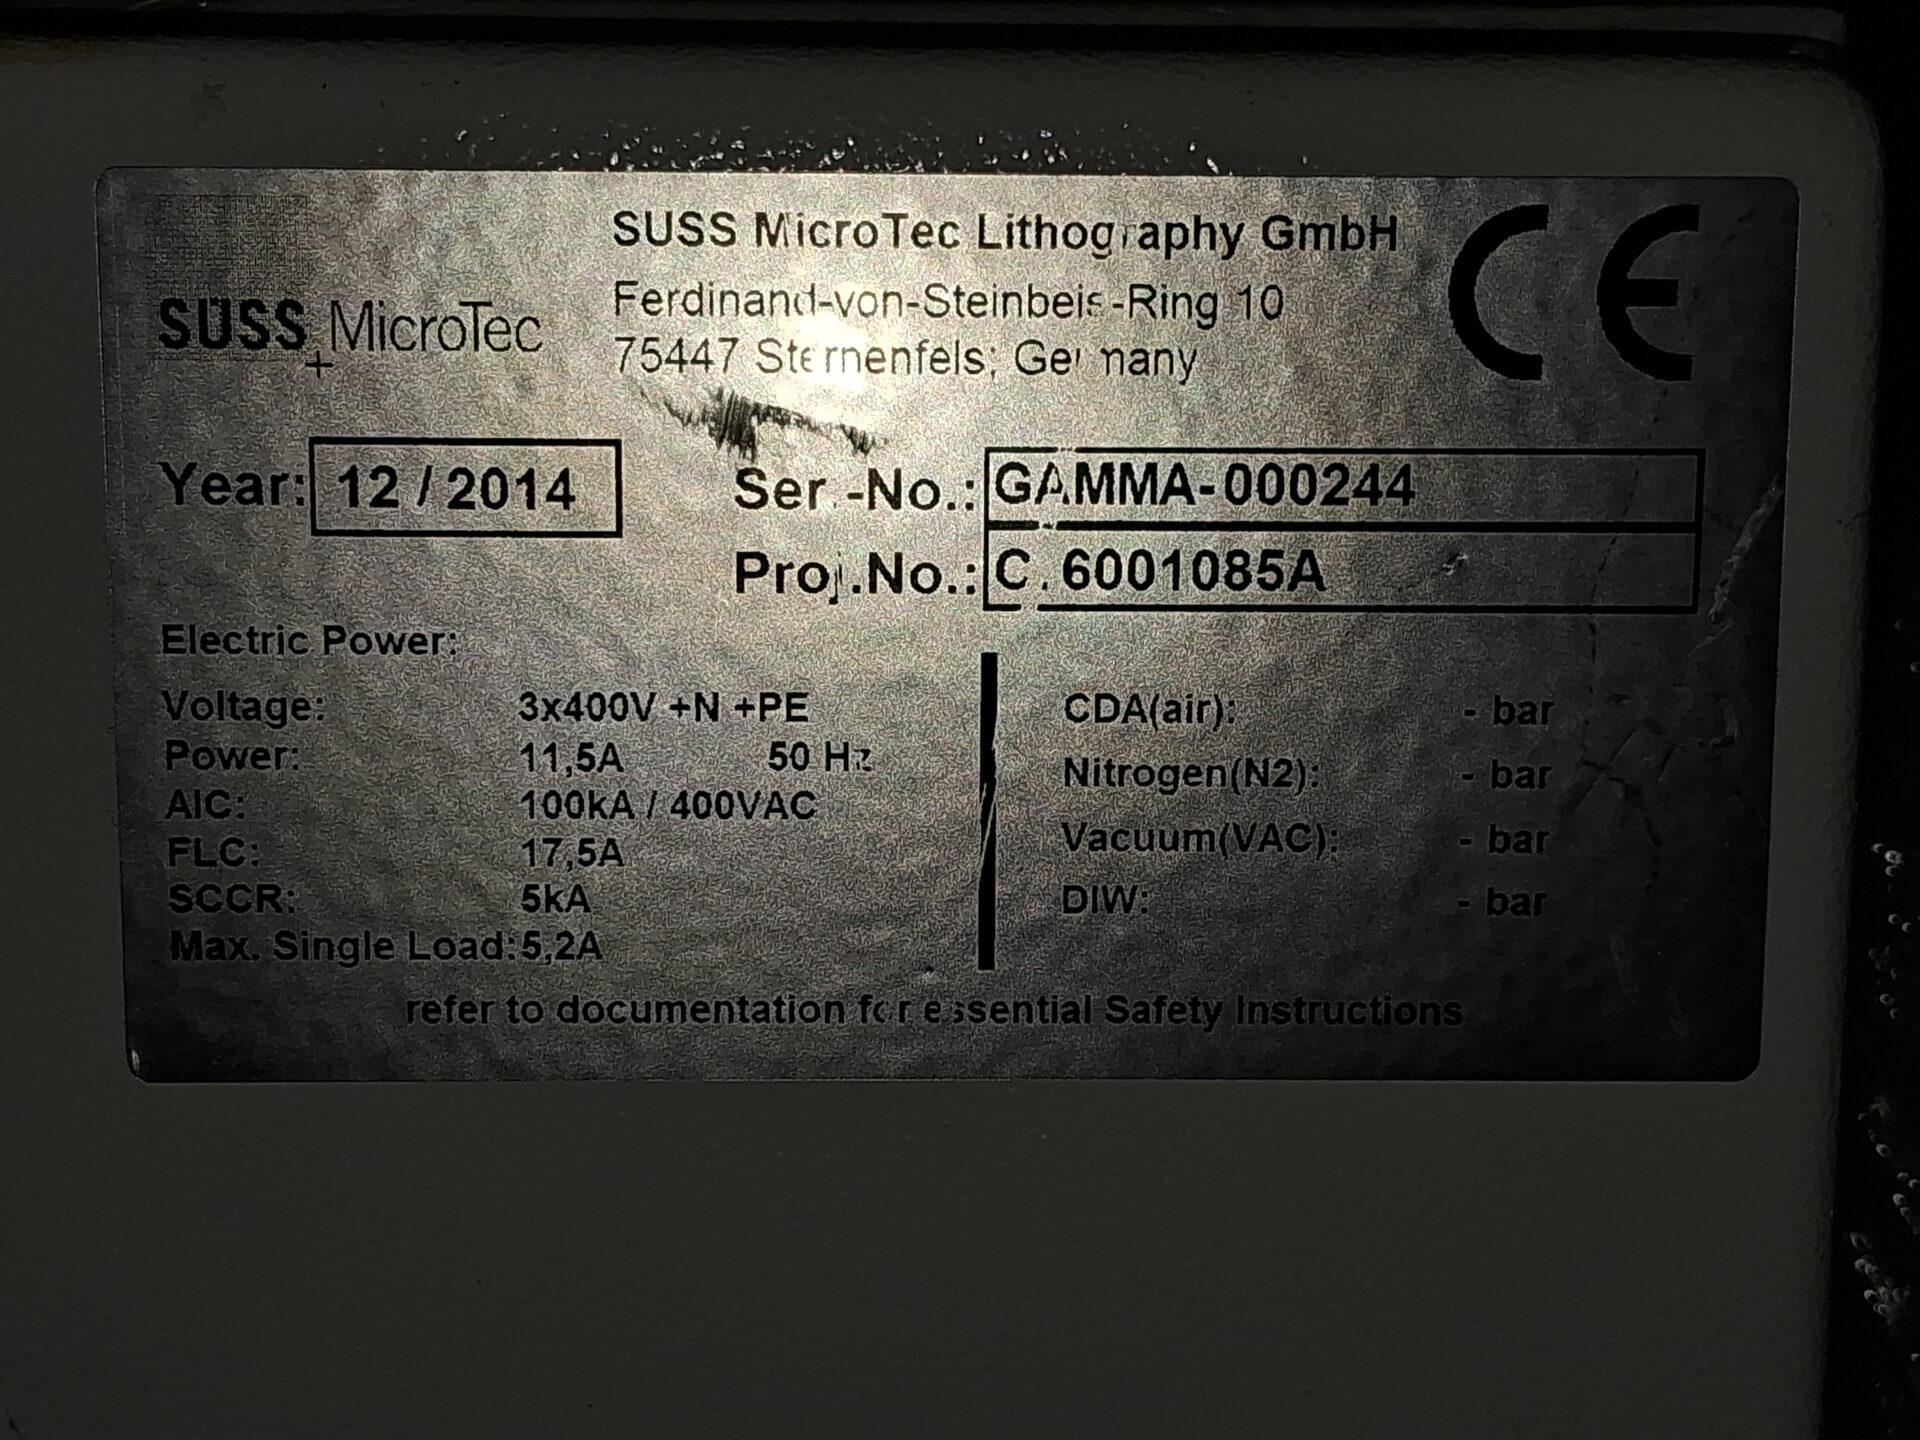 SUSS MicroTec Lithography GmbH
Ferdinand-von-Steinbeis-Ring 10
75447 Sternenfels; Germany
SÜSS MicroTec
+
CE
Year: 12 / 2014
Ser.-No.: GAMMA-000244
Proj.No.: C.6001085A
Electric Power:
Voltage: 3x400V +N +PE
Power: 11,5A 50 Hz
AIC: 100kA / 400VAC
FLC: 17,5A
SCCR: 5kA
Max. Single Load: 5,2A
CDA(air): - bar
Nitrogen(N2): - bar
Vacuum(VAC): - bar
DIW: - bar
refer to documentation for essential Safety Instructions